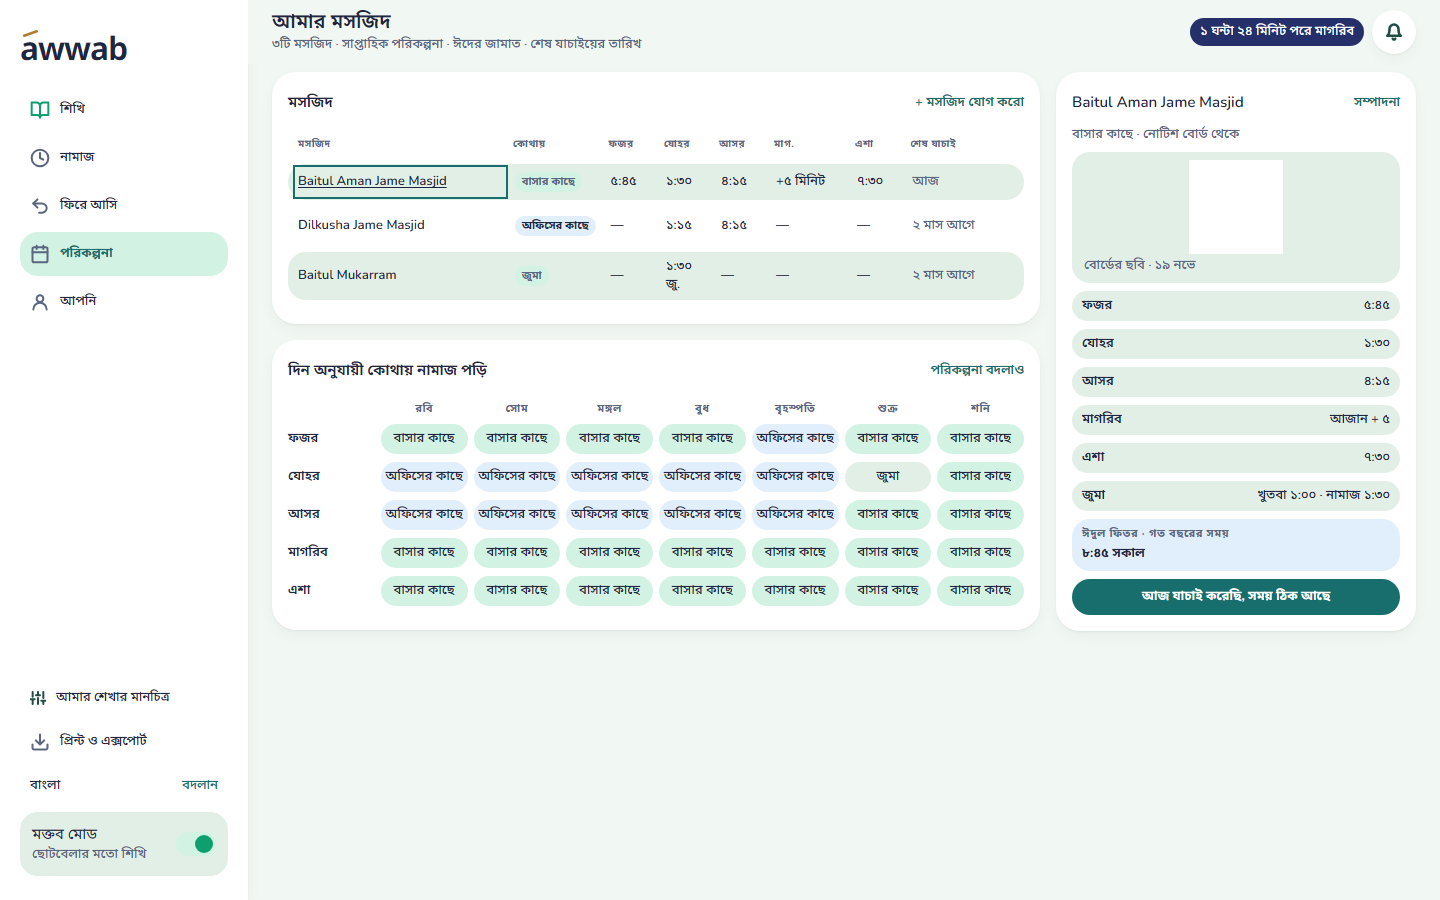 awwab
শিখি
নামাজ
ফিরে আসি
পরিকল্পনা
আপনি
আমার শেখার মানচিত্র
প্রিন্ট ও এক্সপোর্ট
বাংলা বদলান
মক্তব মোড
ছোটবেলার মতো শিখি
আমার মসজিদ
৩টি মসজিদ · সাপ্তাহিক পরিকল্পনা · ঈদের জামাত · শেষ যাচাইয়ের তারিখ
১ ঘন্টা ২৪ মিনিট পরে মাগরিব
মসজিদ + মসজিদ যোগ করো
মসজিদ কোথায় ফজর যোহর আসর মাগ. এশা শেষ যাচাই
Baitul Aman Jame Masjid বাসার কাছে ৫:৪৫ ১:৩০ ৪:১৫ +৫ মিনিট ৭:৩০ আজ
Dilkusha Jame Masjid অফিসের কাছে — ১:১৫ ৪:১৫ — — ২ মাস আগে
Baitul Mukarram জুমা — ১:৩০ জু. — — — ২ মাস আগে
দিন অনুযায়ী কোথায় নামাজ পড়ি পরিকল্পনা বদলাও
রবি সোম মঙ্গল বুধ বৃহস্পতি শুক্র শনি
ফজর বাসার কাছে বাসার কাছে বাসার কাছে বাসার কাছে অফিসের কাছে বাসার কাছে বাসার কাছে
যোহর অফিসের কাছে অফিসের কাছে অফিসের কাছে অফিসের কাছে অফিসের কাছে জুমা বাসার কাছে
আসর অফিসের কাছে অফিসের কাছে অফিসের কাছে অফিসের কাছে অফিসের কাছে বাসার কাছে বাসার কাছে
মাগরিব বাসার কাছে বাসার কাছে বাসার কাছে বাসার কাছে বাসার কাছে বাসার কাছে বাসার কাছে
এশা বাসার কাছে বাসার কাছে বাসার কাছে বাসার কাছে বাসার কাছে বাসার কাছে বাসার কাছে
Baitul Aman Jame Masjid সম্পাদনা
বাসার কাছে · নোটিশ বোর্ড থেকে
বোর্ডের ছবি · ১৯ নভে
ফজর ৫:৪৫
যোহর ১:৩০
আসর ৪:১৫
মাগরিব আজান + ৫
এশা ৭:৩০
জুমা খুতবা ১:০০ · নামাজ ১:৩০
ঈদুল ফিতর · গত বছরের সময়
৮:৪৫ সকাল
আজ যাচাই করেছি, সময় ঠিক আছে